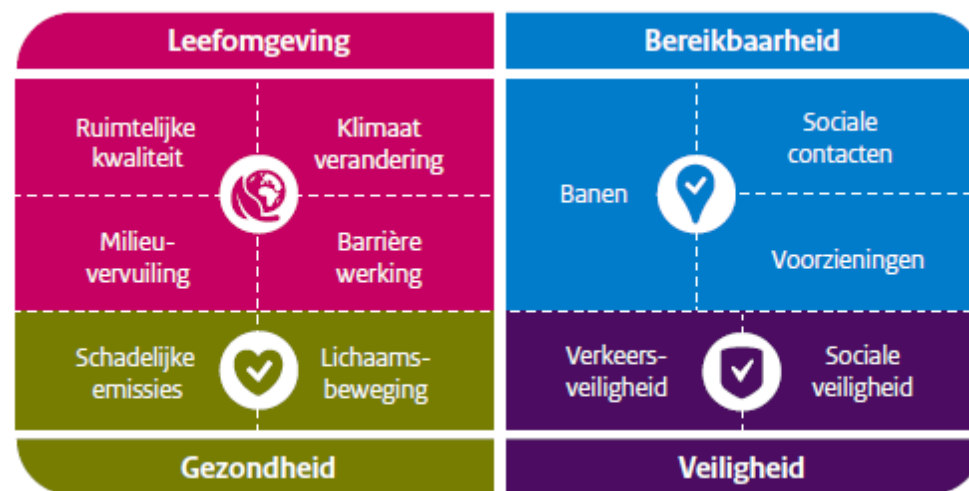 Leefomgeving
Ruimtelijke
kwaliteit
Klimaat
verandering
Milieu-
vervuiling
Barrière
werking
Schadelijke
emissies
Lichaams-
beweging
Gezondheid
Bereikbaarheid
Banen
Sociale
contacten
Voorzieningen
Verkeers-
veiligheid
Sociale
veiligheid
Veiligheid